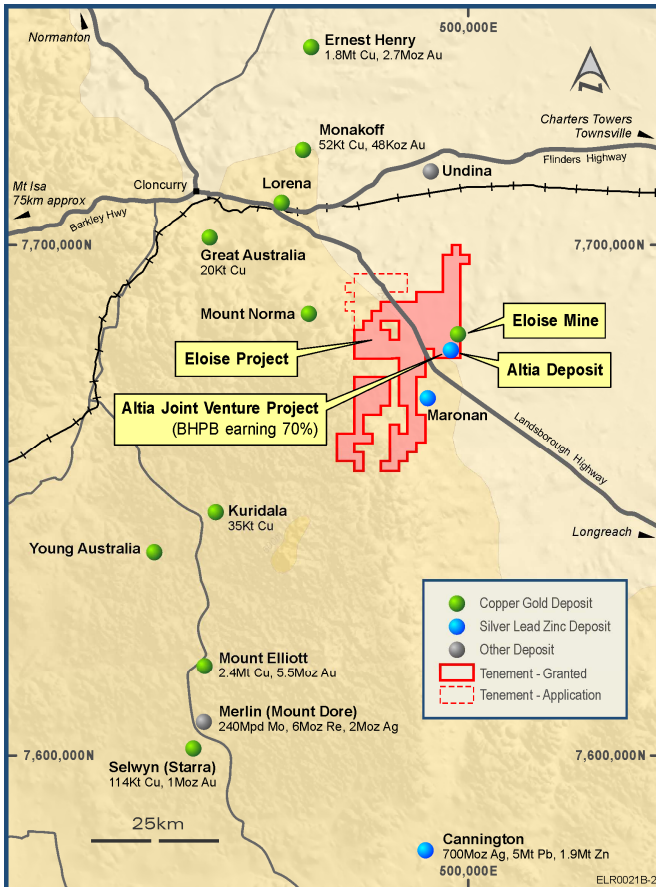 500,000E
Normanton
Ernest Henry
1.8Mt Cu, 2.7Moz Au
N
Monakoff
52Kt Cu, 48Koz Au
Charters Towers
Townsville
Flinders Highway
Undina
Mt Isa
75km approx
Cloncurry
Lorena
Barkley Hwy
7,700,000N
7,700,000N
Great Australia
20Kt Cu
Mount Norma
Eloise Mine
Eloise Project
Altia Deposit
Altia Joint Venture Project
(BHPB earning 70%)
Maronan
Landsborough Highway
Kuridala
35Kt Cu
Longreach
Young Australia
Copper Gold Deposit
Silver Lead Zinc Deposit
Other Deposit
Tenement - Granted
Tenement - Application
Mount Elliott
2.4Mt Cu, 5.5Moz Au
Merlin (Mount Dore)
240Mpd Mo, 6Moz Re, 2Moz Ag
7,600,000N
7,600,000N
Selwyn (Starra)
114Kt Cu, 1Moz Au
25km
Cannington
700Moz Ag, 5Mt Pb, 1.9Mt Zn
500,000E
ELR0021B-2